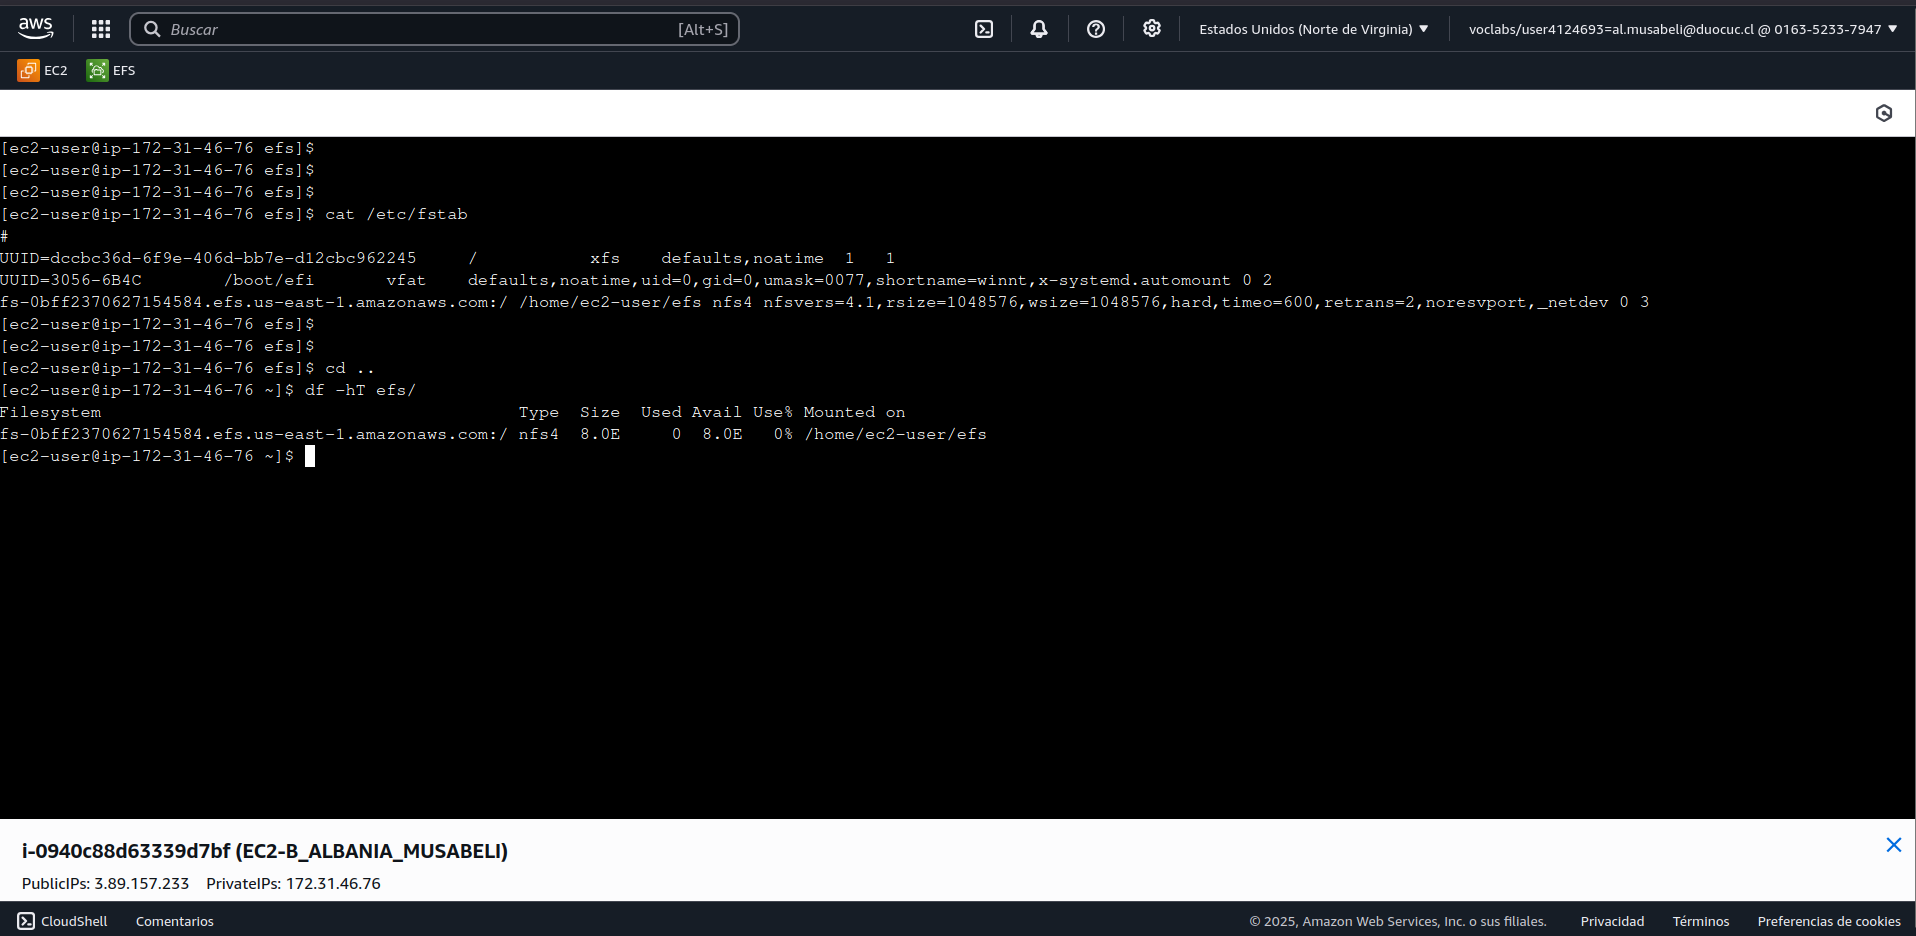 aws
Buscar [Alt+S]
Estados Unidos (Norte de Virginia) ▼
voclabs/user4124693=al.musabeli@duocuc.cl @ 0163-5233-7947 ▼
EC2 EFS
[ec2-user@ip-172-31-46-76 efs]$
[ec2-user@ip-172-31-46-76 efs]$
[ec2-user@ip-172-31-46-76 efs]$
[ec2-user@ip-172-31-46-76 efs]$ cat /etc/fstab
#
UUID=dccbc36d-6f9e-406d-bb7e-d12cbc962245 / xfs defaults,noatime 1 1
UUID=3056-6B4C /boot/efi vfat defaults,noatime,uid=0,gid=0,umask=0077,shortname=winnt,x-systemd.automount 0 2
fs-0bff2370627154584.efs.us-east-1.amazonaws.com:/ /home/ec2-user/efs nfs4 nfsvers=4.1,rsize=1048576,wsize=1048576,hard,timeo=600,retrans=2,noresvport,_netdev 0 3
[ec2-user@ip-172-31-46-76 efs]$
[ec2-user@ip-172-31-46-76 efs]$
[ec2-user@ip-172-31-46-76 efs]$ cd ..
[ec2-user@ip-172-31-46-76 ~]$ df -hT efs/
Filesystem Type Size Used Avail Use% Mounted on
fs-0bff2370627154584.efs.us-east-1.amazonaws.com:/ nfs4 8.0E 0 8.0E 0% /home/ec2-user/efs
[ec2-user@ip-172-31-46-76 ~]$
i-0940c88d63339d7bf (EC2-B_ALBANIA_MUSABELI)
PublicIPs: 3.89.157.233 PrivateIPs: 172.31.46.76
CloudShell Comentarios © 2025, Amazon Web Services, Inc. o sus filiales. Privacidad Términos Preferencias de cookies